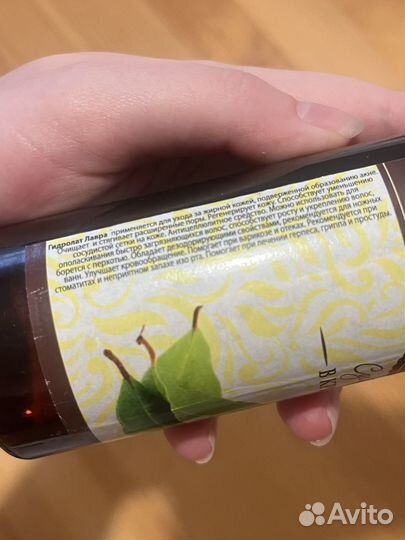 Гидролат Лавра применяется для ухода за жирной кожей, подверженной образованию акне.
Очищает и стягивает расширенные поры. Регенерирует кожу. Способствует уменьшению
сосудистой сетки на коже. Антицеллюлитное средство. Можно использовать для
ополаскивания быстро загрязняющихся волос, способствует росту и укреплению волос,
борется с перхотью. Обладает дезодорирующими свойствами, рекомендуется для ножных
ванн. Улучшает кровообращение. Помогает при варикозе и отеках. Рекомендуется при
стоматитах и неприятном запахе изо рта. Помогает при лечении герпеса, гриппа и простуды.
Avito